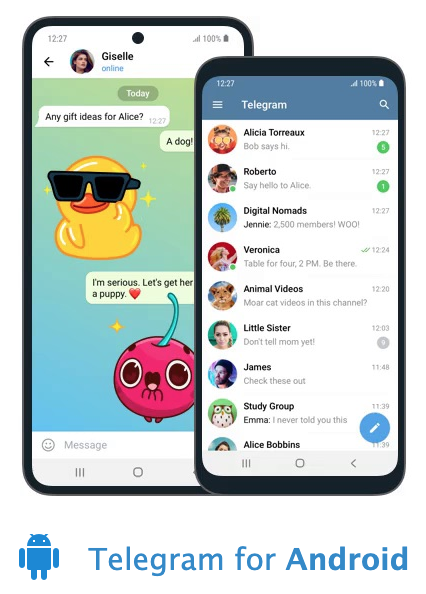 12:27
100%
Giselle
online
Today
Any gift ideas for Alice?
12:27
A dog!
I'm serious. Let's get her
a puppy. ❤️
Message
12:27
100%
Telegram
Alicia Torreaux
12:27
Bob says hi.
5
Roberto
12:27
Say hello to Alice.
1
Digital Nomads
12:27
Jennie: 2,500 members! WOO!
Veronica
12:24
Table for four, 2 PM. Be there.
Animal Videos
12:20
Moar cat videos in this channel?
Little Sister
12:03
Don't tell mom yet!
9
James
11:48
Check these out
Study Group
11:39
Emma: I never told you this
Alice Bobbins
11:39
Telegram for Android